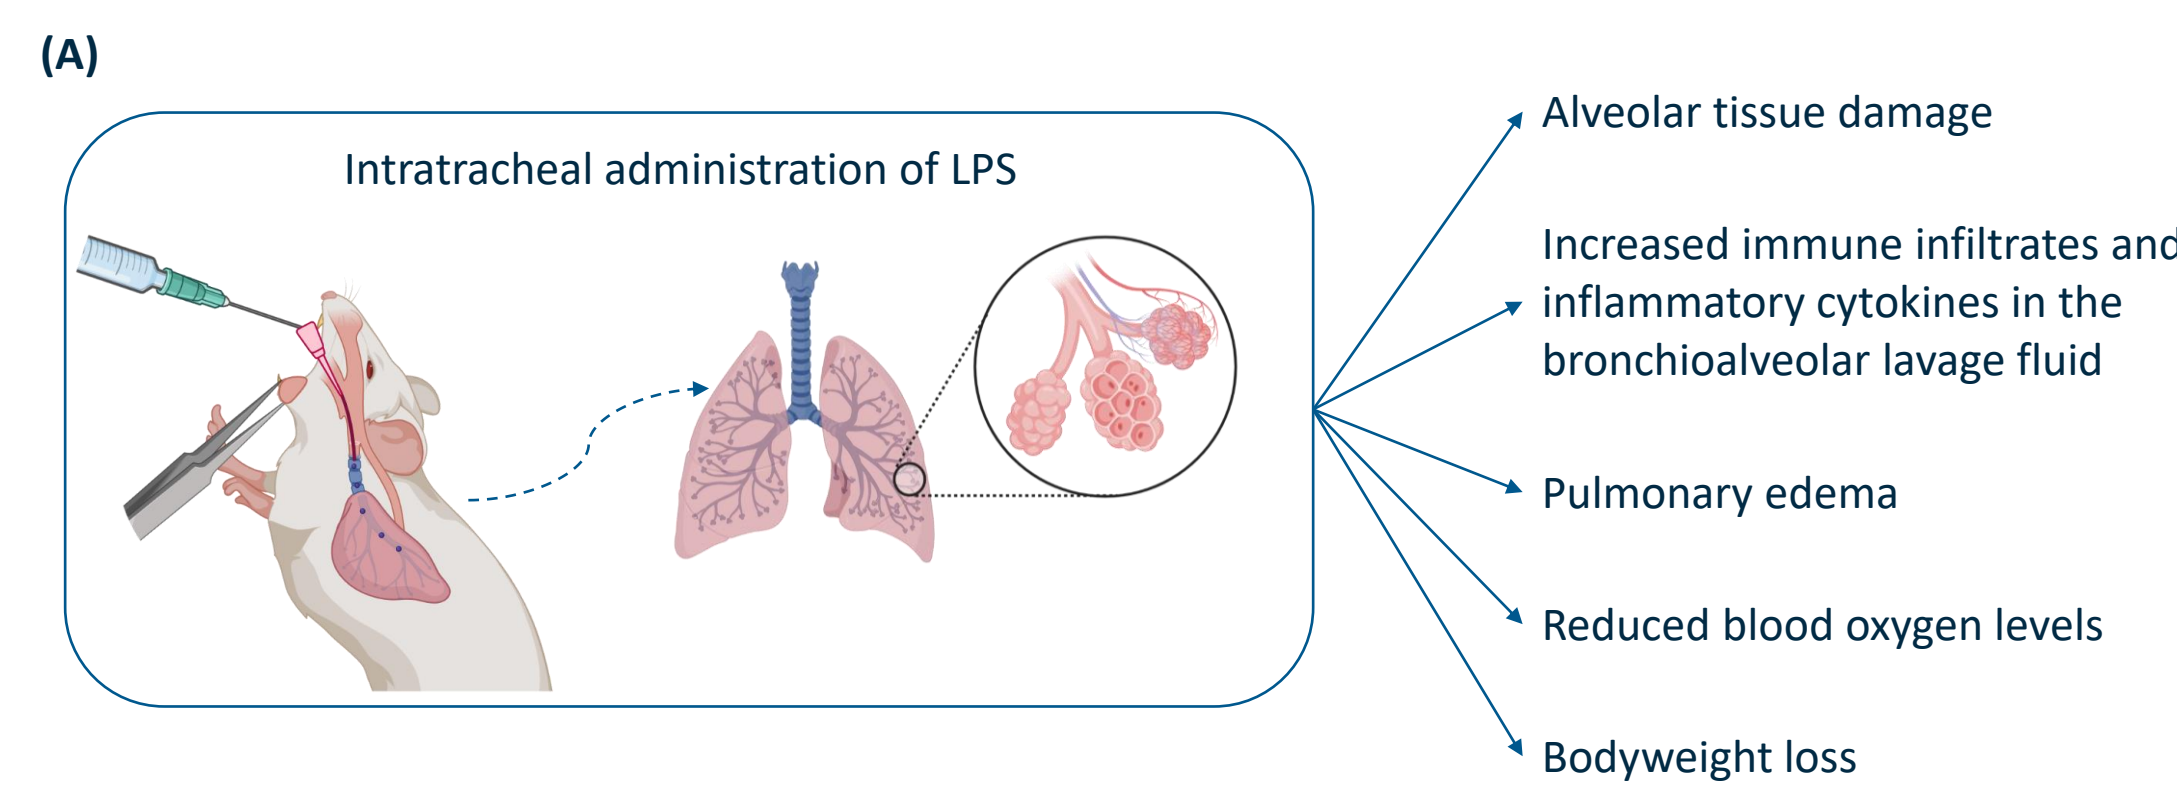 (A)
Intratracheal administration of LPS
Alveolar tissue damage
Increased immune infiltrates and
inflammatory cytokines in the
bronchioalveolar lavage fluid
Pulmonary edema
Reduced blood oxygen levels
Bodyweight loss